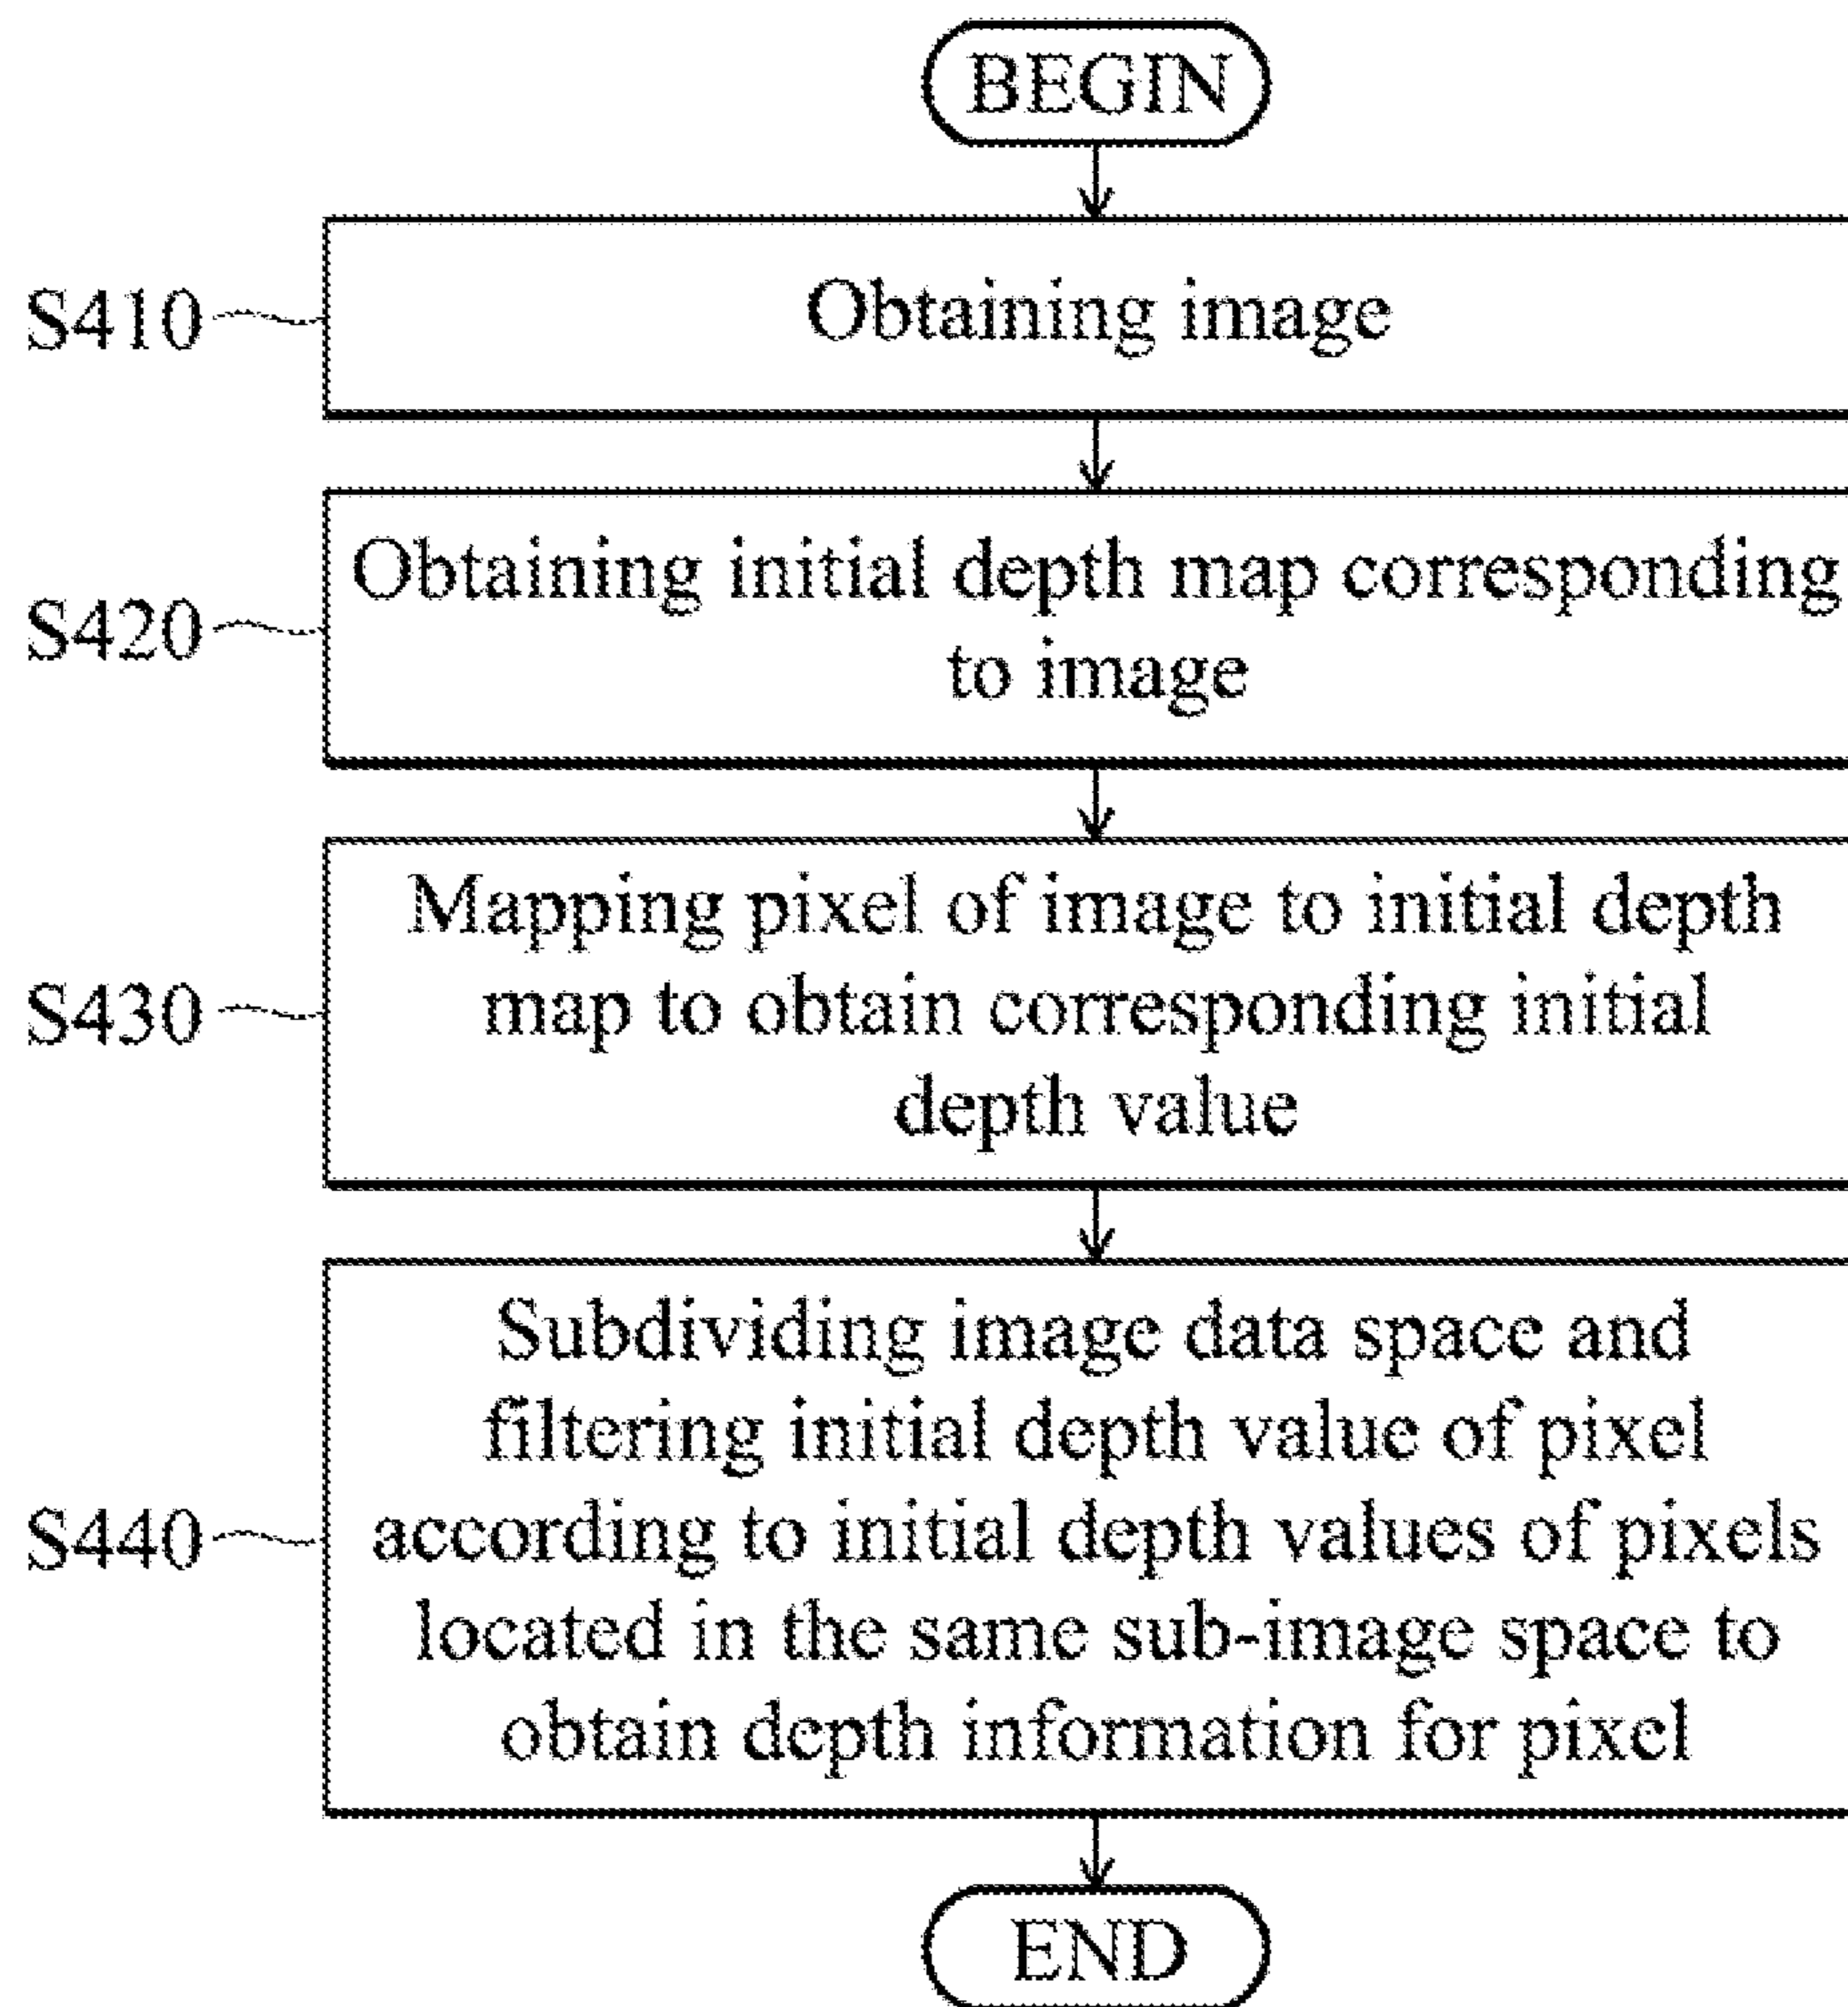 BEGIN
S410
Obtaining image
S420
Obtaining initial depth map corresponding
to image
S430
Mapping pixel of image to initial depth
map to obtain corresponding initial
depth value
S440
Subdividing image data space and
filtering initial depth value of pixel
according to initial depth values of pixels
located in the same sub-image space to
obtain depth information for pixel
END